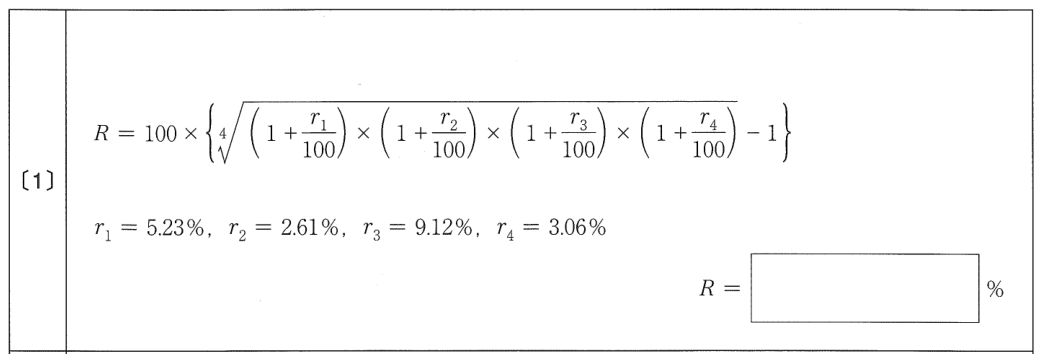 〔1〕
R = 100 × { ⁴√( 1 + r₁/100 ) × ( 1 + r₂/100 ) × ( 1 + r₃/100 ) × ( 1 + r₄/100 ) − 1 }
r₁ = 5.23%, r₂ = 2.61%, r₃ = 9.12%, r₄ = 3.06%
R = %